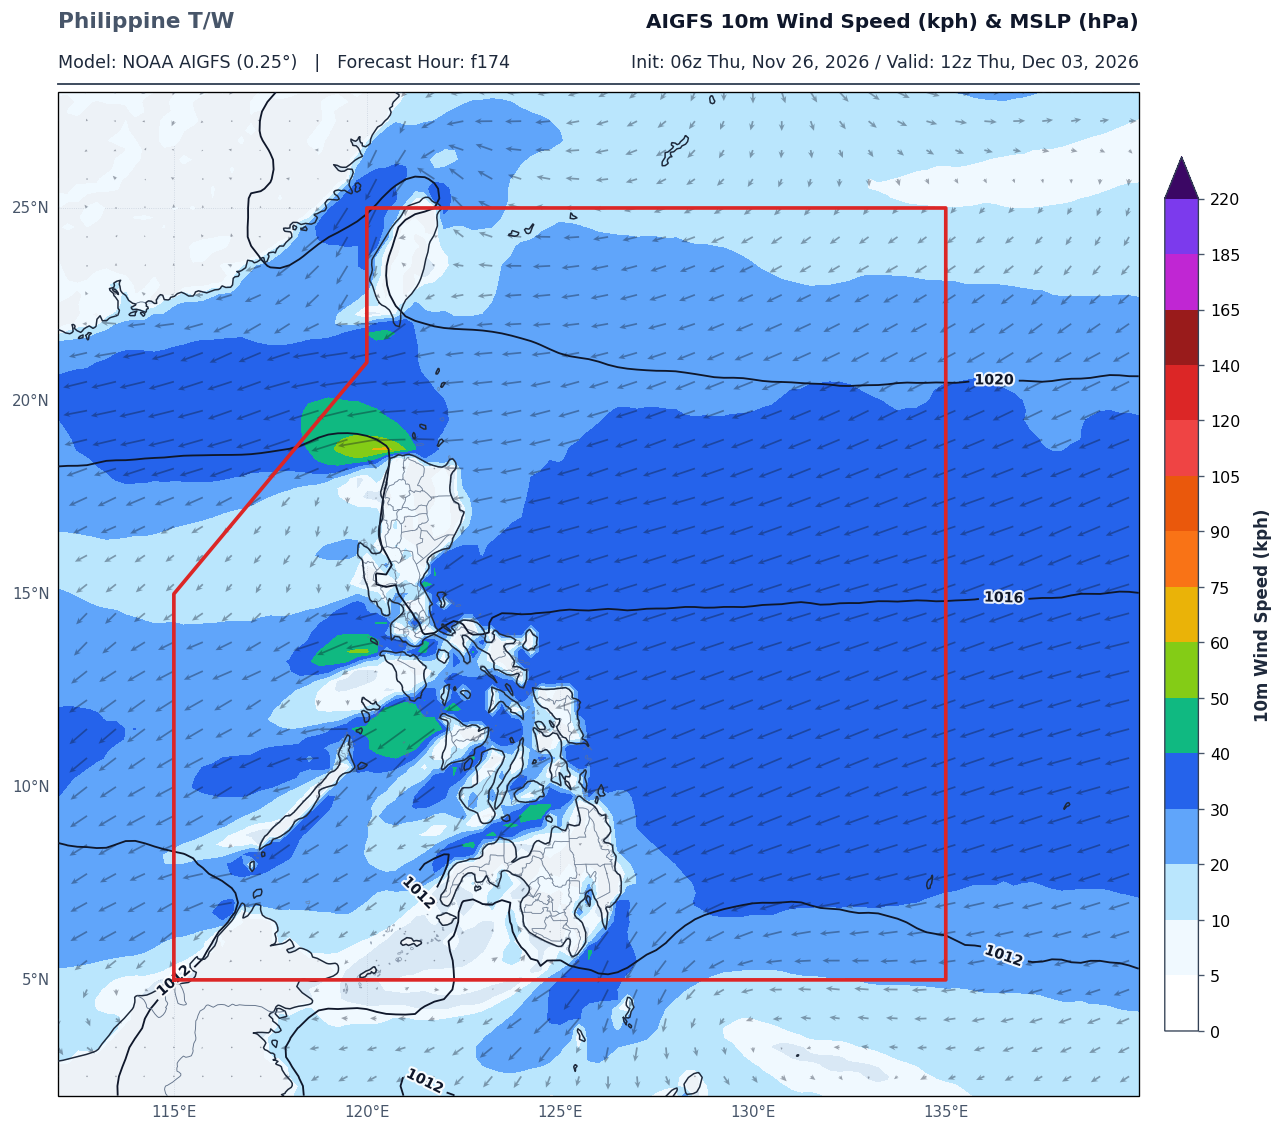 Philippine T/W
AIGFS 10m Wind Speed (kph) & MSLP (hPa)
Model: NOAA AIGFS (0.25°) | Forecast Hour: f174
Init: 06z Thu, Nov 26, 2026 / Valid: 12z Thu, Dec 03, 2026
25°N
20°N
15°N
10°N
5°N
1020
1016
1012
1012
1012
1012
115°E
120°E
125°E
130°E
135°E
220
185
165
140
120
105
90
75
60
50
40
30
20
10
5
0
10m Wind Speed (kph)